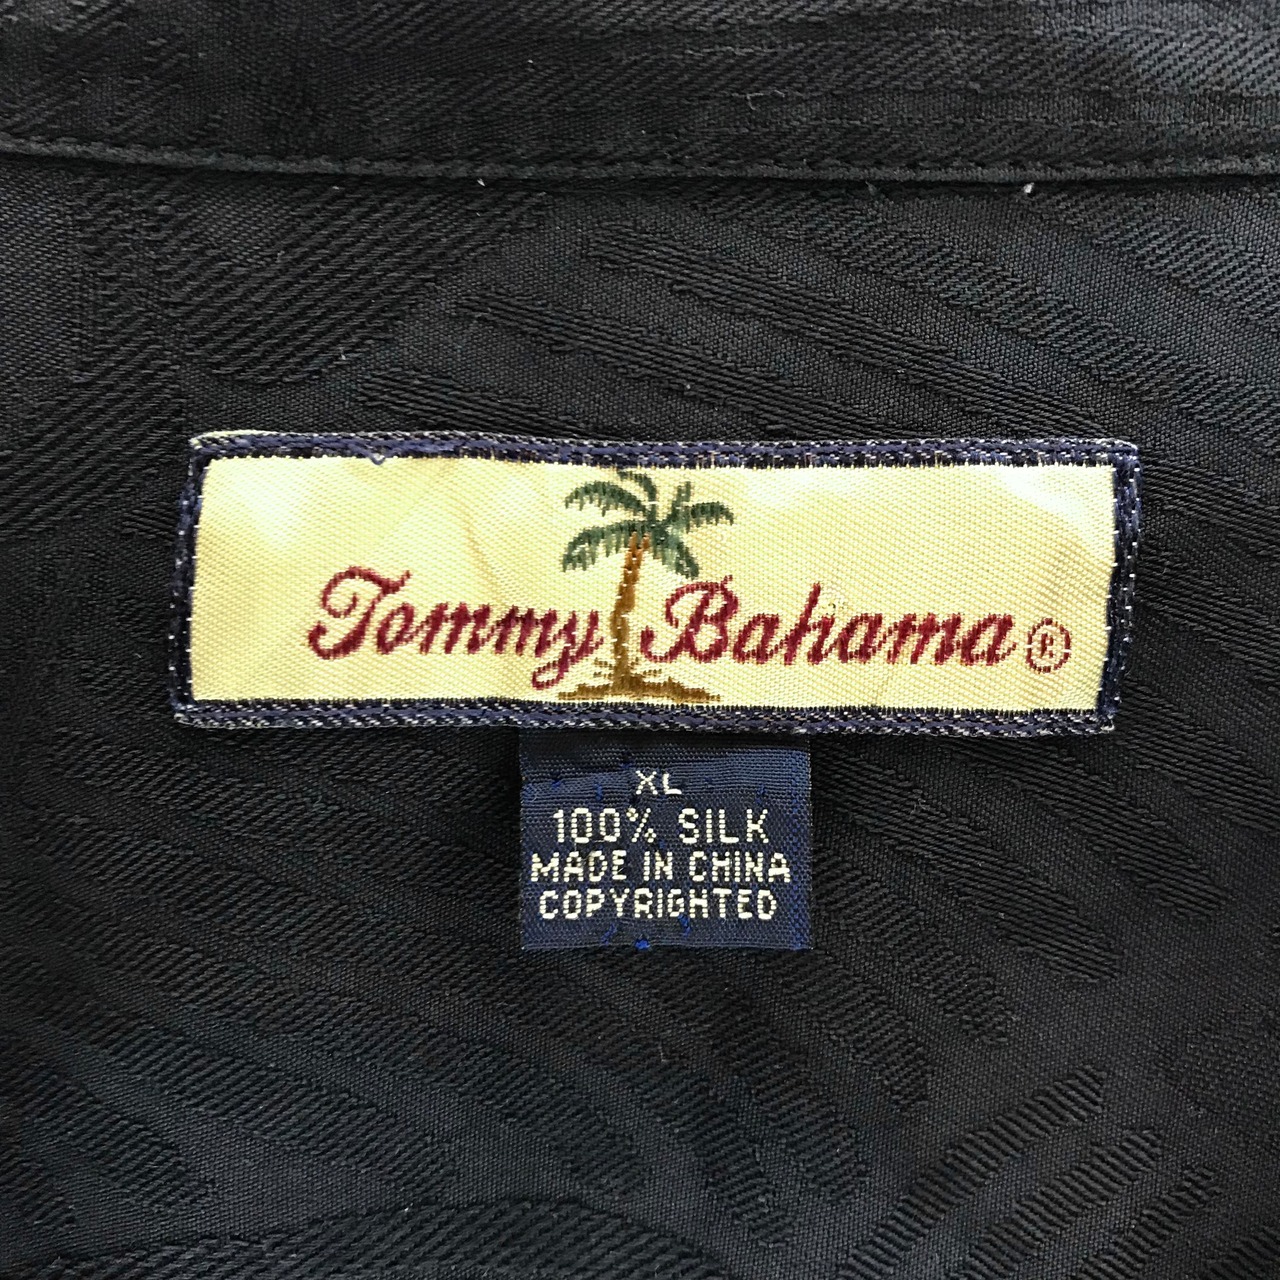 Tommy Bahama ®
XL
100% SILK
MADE IN CHINA
COPYRIGHTED